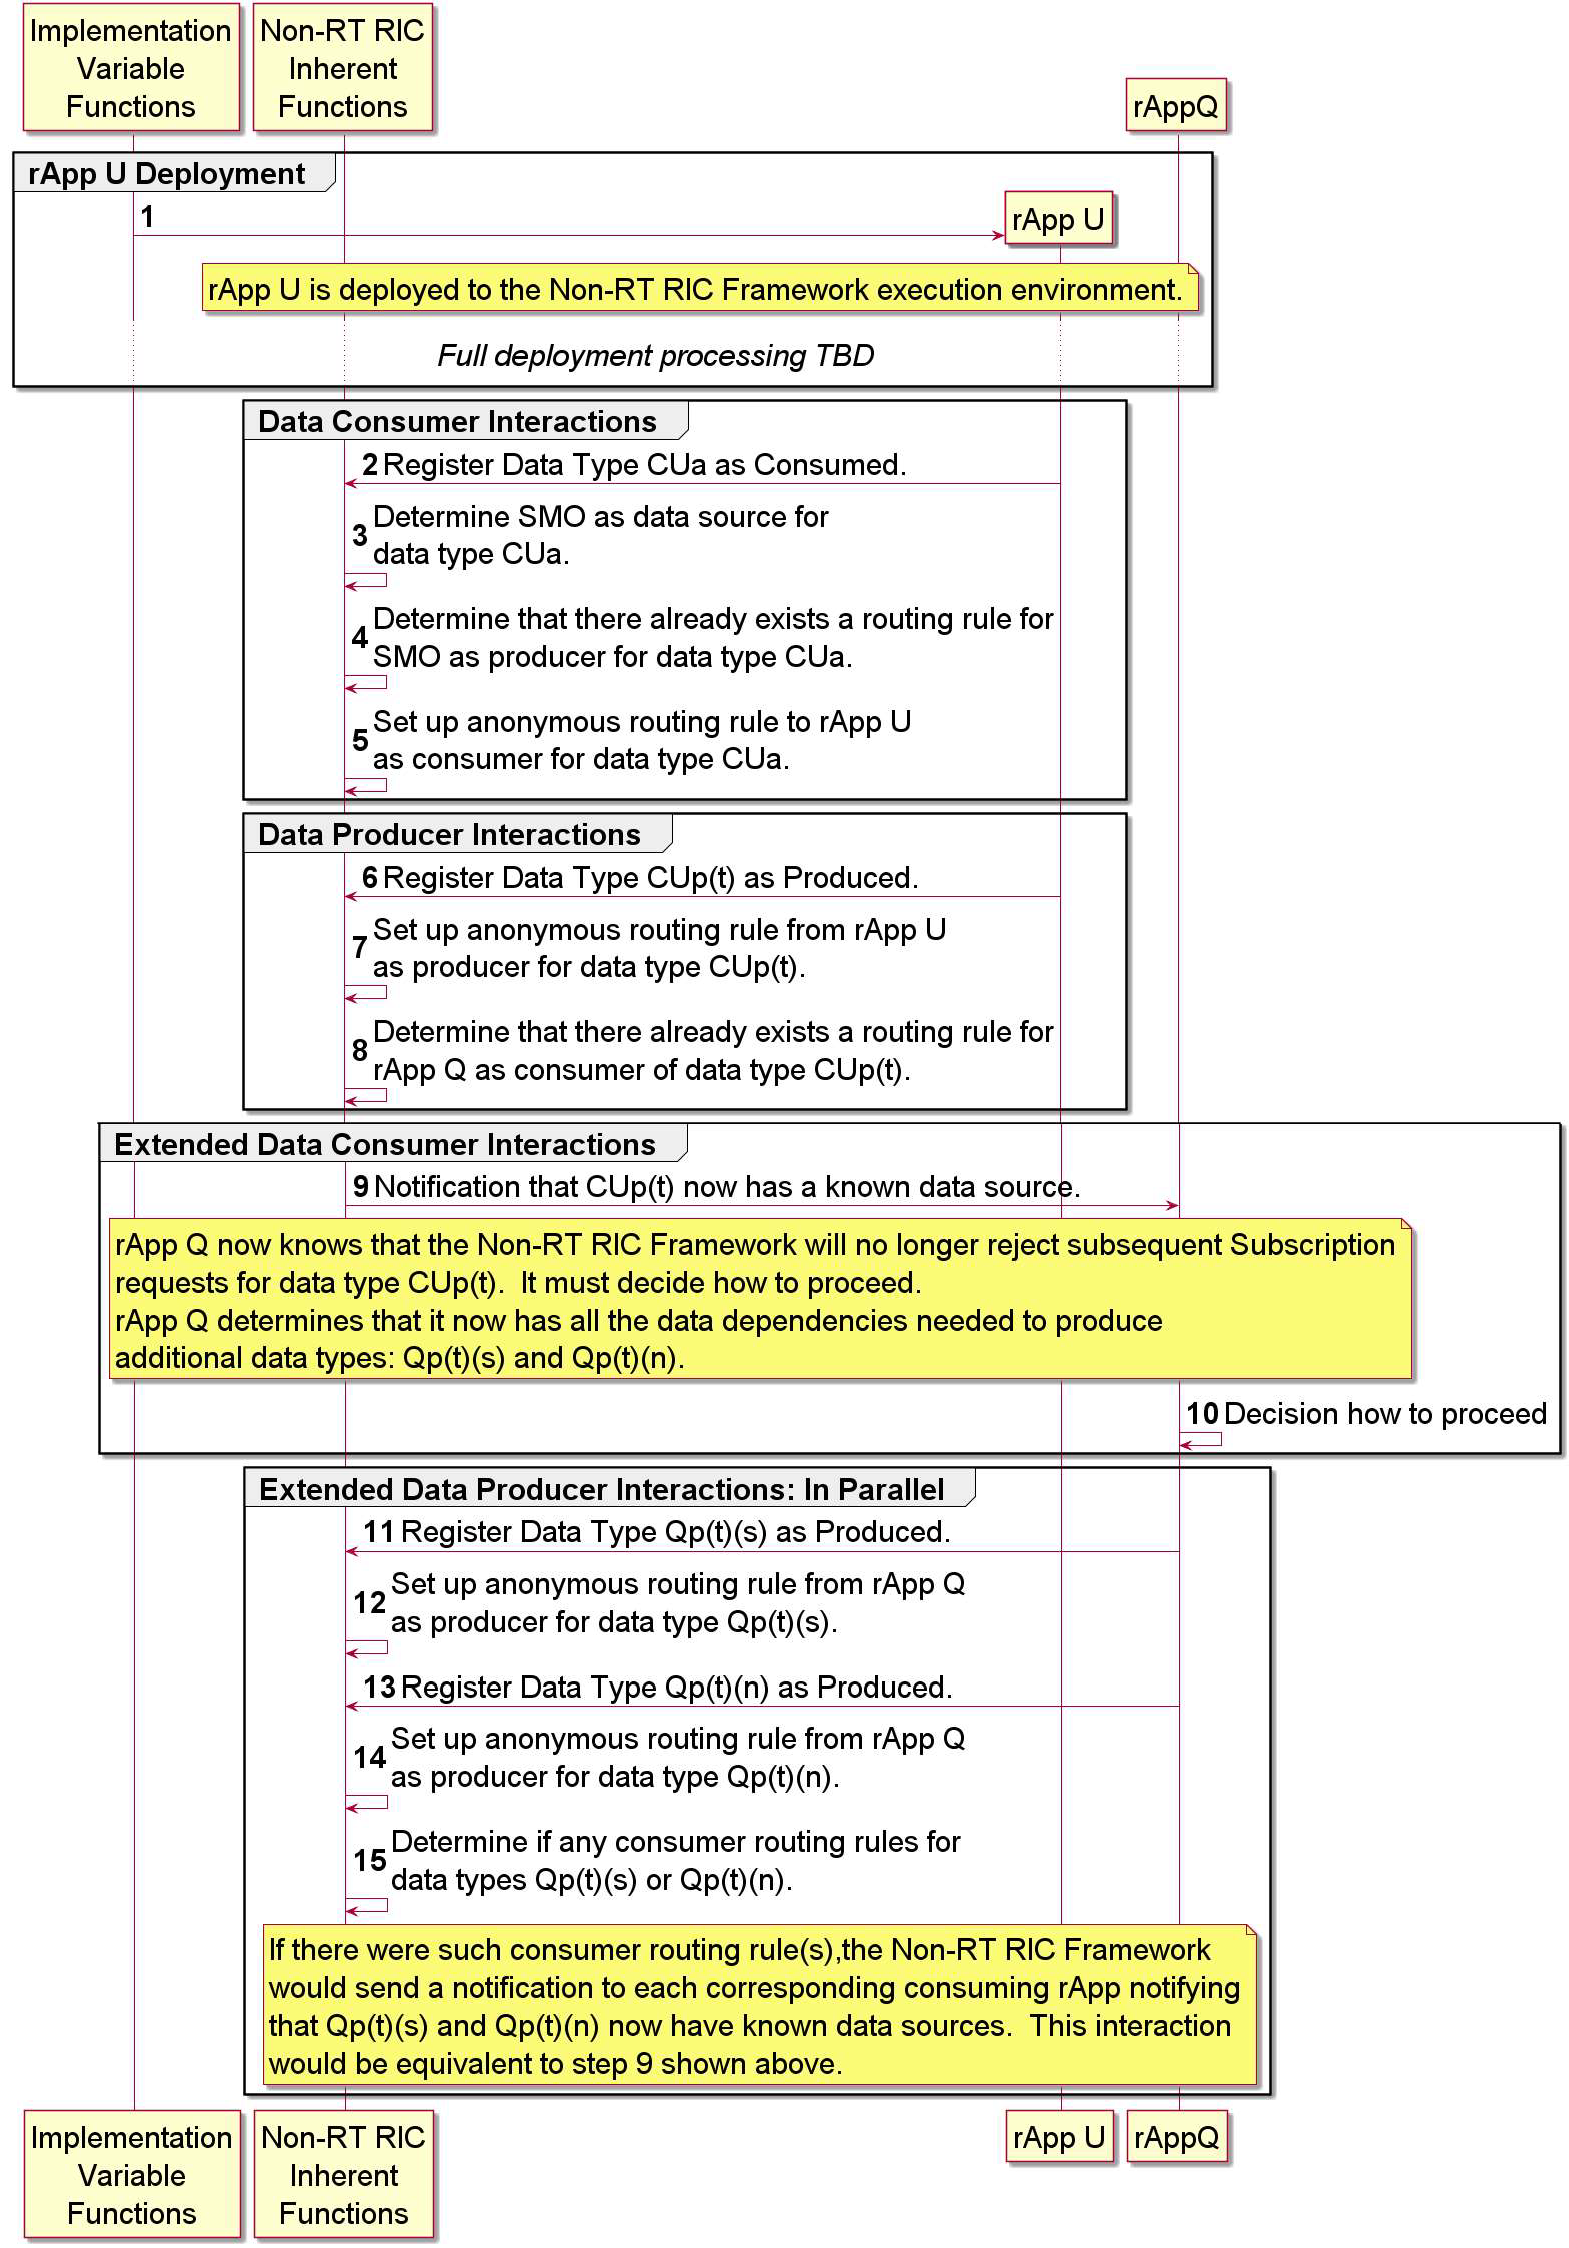 Implementation
Variable
Functions
Non-RT RIC
Inherent
Functions
rAppQ
rApp U Deployment
1
rApp U
rApp U is deployed to the Non-RT RIC Framework execution environment.
Full deployment processing TBD
Data Consumer Interactions
2 Register Data Type CUa as Consumed.
3 Determine SMO as data source for
data type CUa.
4 Determine that there already exists a routing rule for
SMO as producer for data type CUa.
5 Set up anonymous routing rule to rApp U
as consumer for data type CUa.
Data Producer Interactions
6 Register Data Type CUp(t) as Produced.
7 Set up anonymous routing rule from rApp U
as producer for data type CUp(t).
8 Determine that there already exists a routing rule for
rApp Q as consumer of data type CUp(t).
Extended Data Consumer Interactions
9 Notification that CUp(t) now has a known data source.
rApp Q now knows that the Non-RT RIC Framework will no longer reject subsequent Subscription
requests for data type CUp(t).  It must decide how to proceed.
rApp Q determines that it now has all the data dependencies needed to produce
additional data types: Qp(t)(s) and Qp(t)(n).
10 Decision how to proceed
Extended Data Producer Interactions: In Parallel
11 Register Data Type Qp(t)(s) as Produced.
12 Set up anonymous routing rule from rApp Q
as producer for data type Qp(t)(s).
13 Register Data Type Qp(t)(n) as Produced.
14 Set up anonymous routing rule from rApp Q
as producer for data type Qp(t)(n).
15 Determine if any consumer routing rules for
data types Qp(t)(s) or Qp(t)(n).
If there were such consumer routing rule(s),the Non-RT RIC Framework
would send a notification to each corresponding consuming rApp notifying
that Qp(t)(s) and Qp(t)(n) now have known data sources.  This interaction
would be equivalent to step 9 shown above.
Implementation
Variable
Functions
Non-RT RIC
Inherent
Functions
rApp U
rAppQ